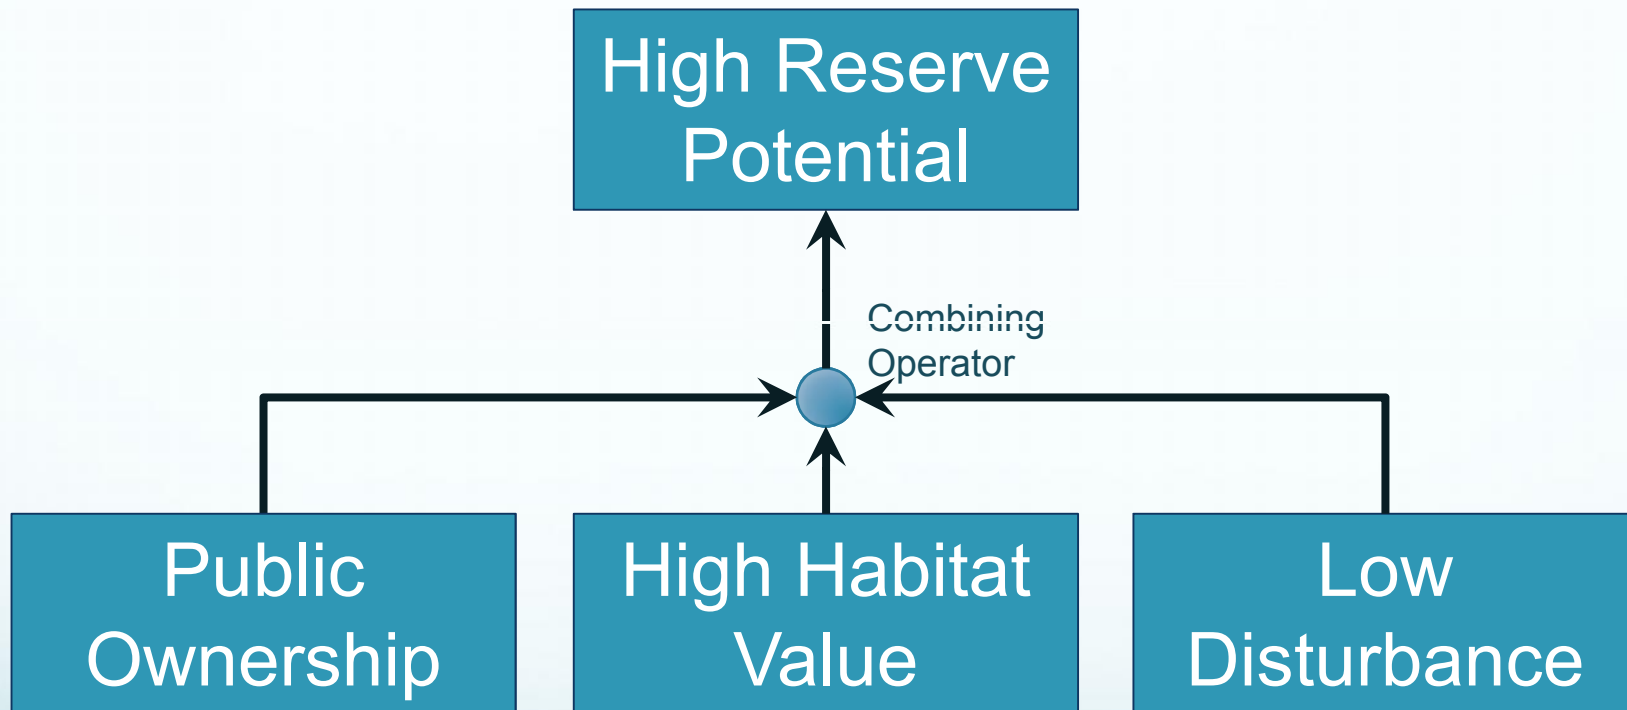 High Reserve
Potential
Combining
Operator
Public
Ownership
High Habitat
Value
Low
Disturbance